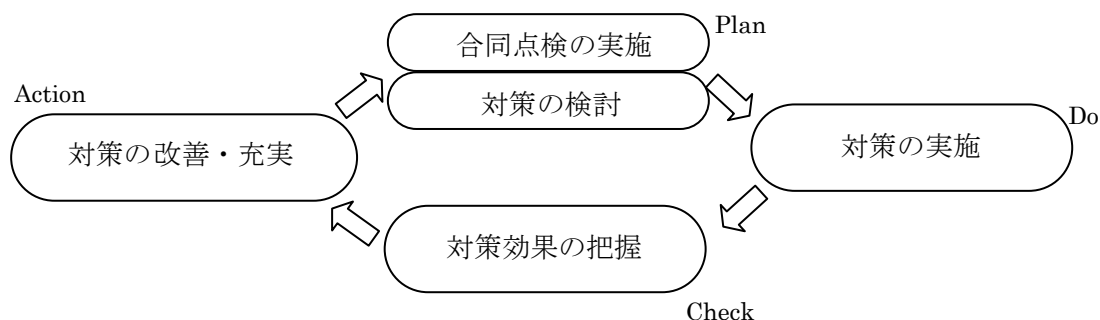 Plan
合同点検の実施
対策の検討
Do
対策の実施
Check
対策効果の把握
Action
対策の改善・充実